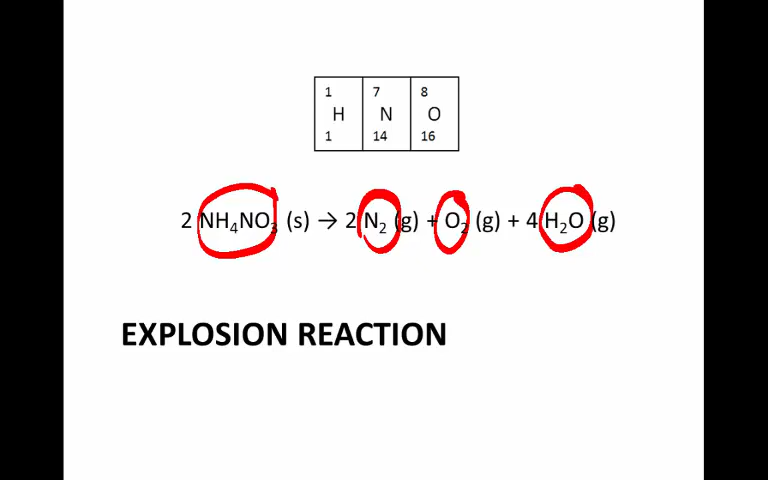 1 7 8
H N O
1 14 16
2 NH₄NO₃ (s) → 2 N₂ (g) + O₂ (g) + 4 H₂O (g)
EXPLOSION REACTION